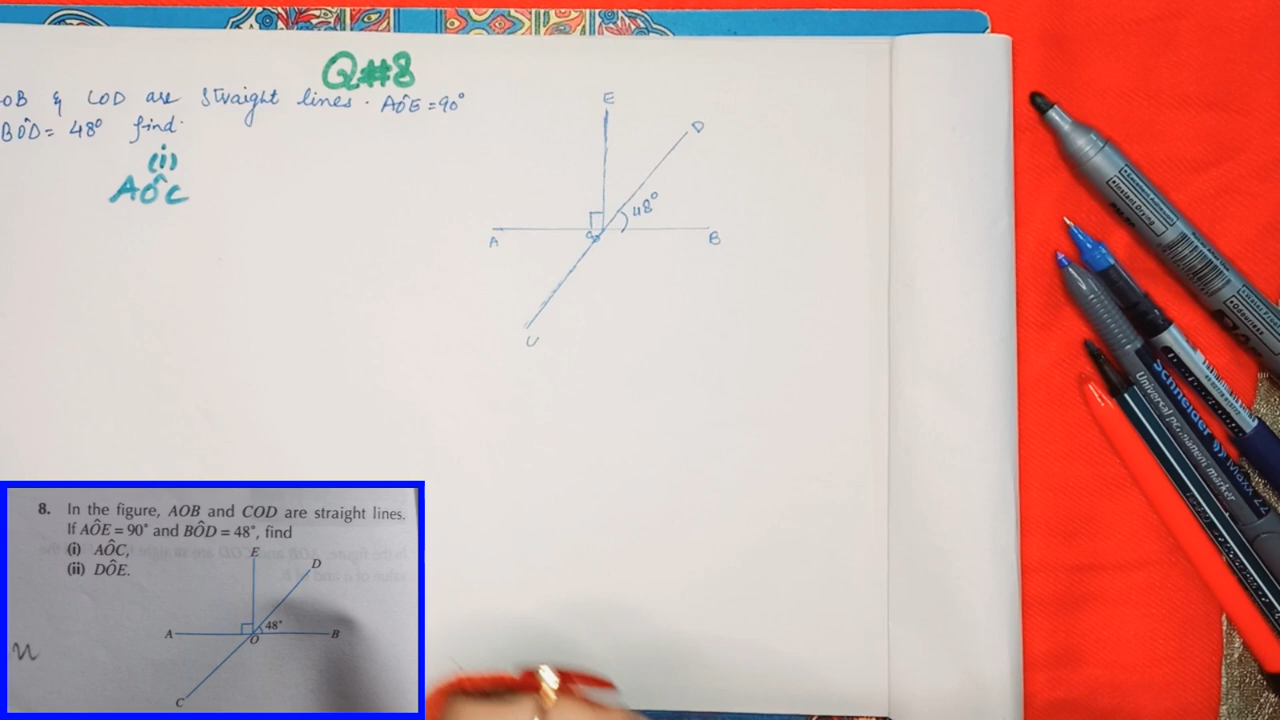 Q#8
OB & COD are straight lines. AÔE = 90°
BÔD = 48° find.
(i)
AÔC
E
D
48°
A
O
B
C
8. In the figure, AOB and COD are straight lines.
If AÔE = 90° and BÔD = 48°, find
(i) AÔC,
(ii) DÔE.
E
D
A
48°
B
O
C
Schneider Maxx
Universal permanent marker
Instant Drying